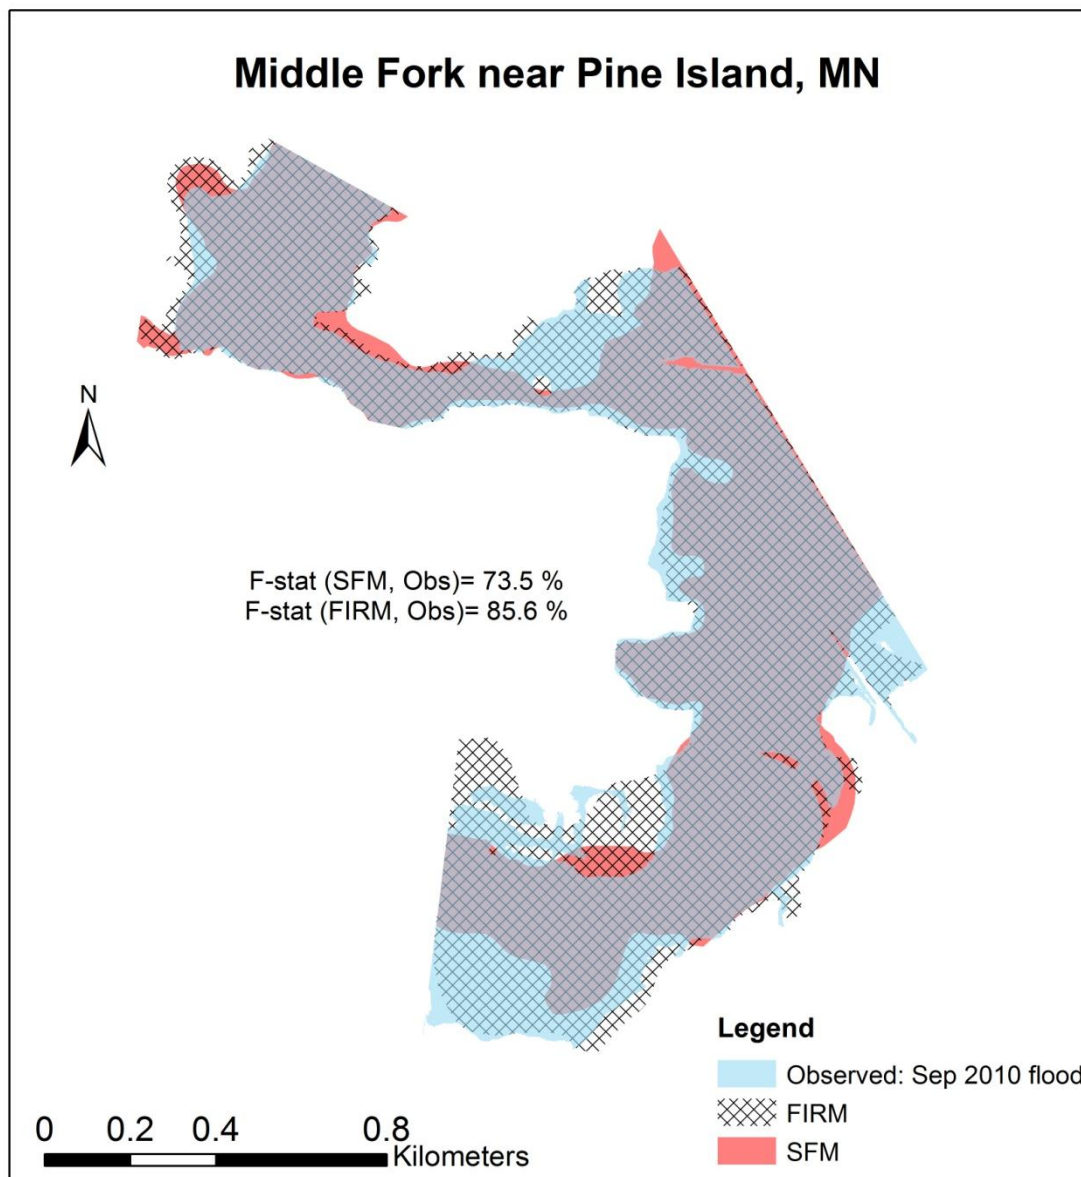 Middle Fork near Pine Island, MN
N
F-stat (SFM, Obs)= 73.5 %
F-stat (FIRM, Obs)= 85.6 %
Legend
Observed: Sep 2010 flood
FIRM
SFM
0 0.2 0.4 0.8
Kilometers